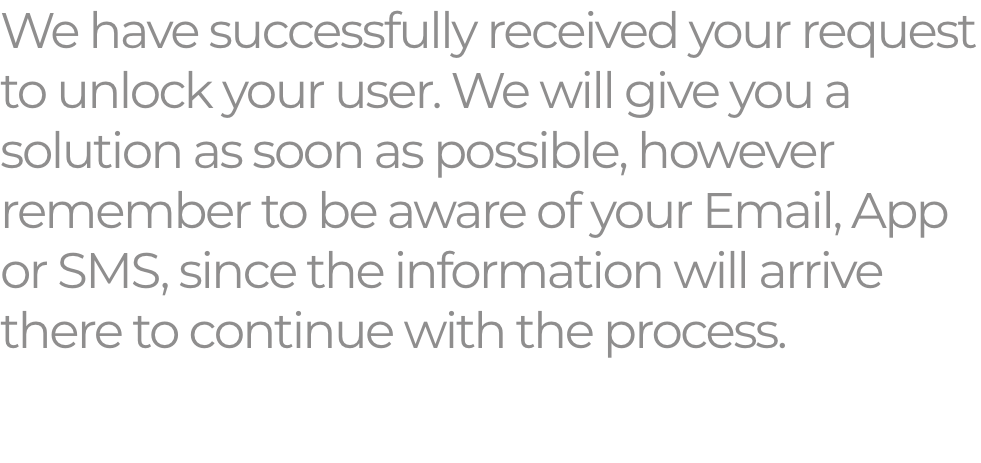 We have successfully received your request
to unlock your user. We will give you a
solution as soon as possible, however
remember to be aware of your Email, App
or SMS, since the information will arrive
there to continue with the process.